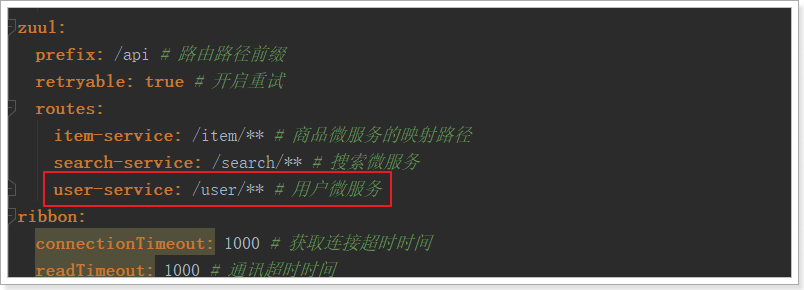 zuul:
prefix: /api # 路由路径前缀
retryable: true # 开启重试
routes:
item-service: /item/** # 商品微服务的映射路径
search-service: /search/** # 搜索微服务
user-service: /user/** # 用户微服务
ribbon:
connectionTimeout: 1000 # 获取连接超时时间
readTimeout: 1000 # 通讯超时时间